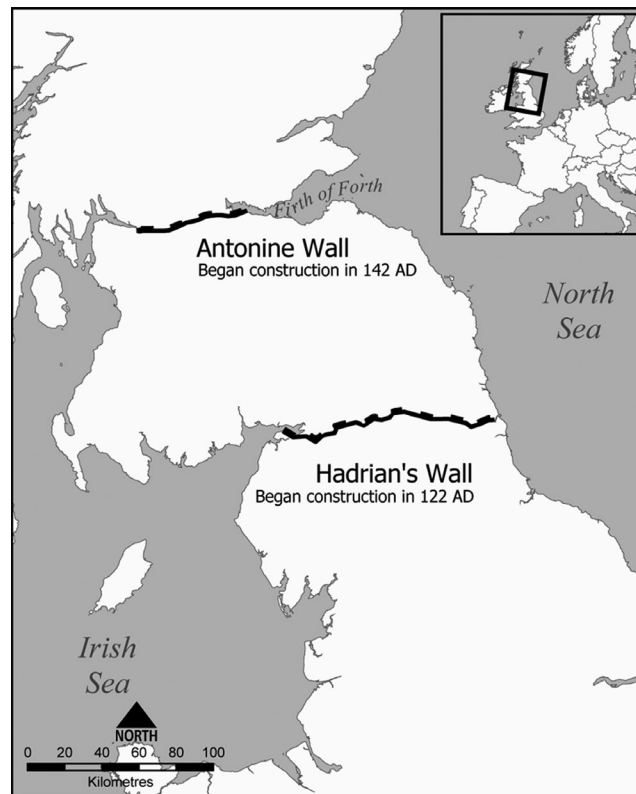 Firth of Forth
Antonine Wall
Began construction in 142 AD
North
Sea
Hadrian's Wall
Began construction in 122 AD
Irish
Sea
NORTH
0 20 40 60 80 100
Kilometres